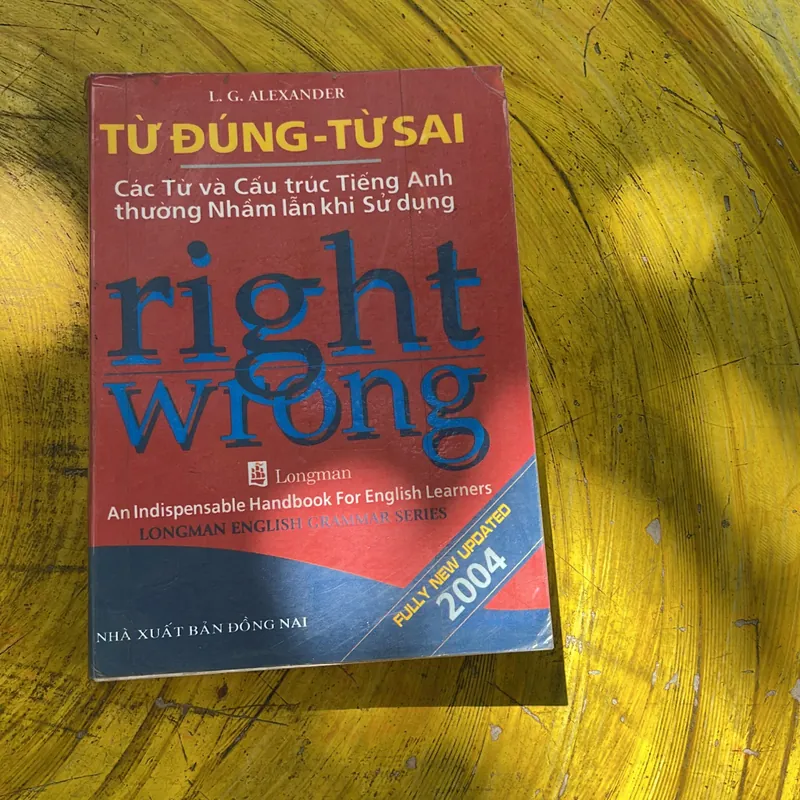 L. G. ALEXANDER
TỪ ĐÚNG-TỪ SAI
Các Từ và Cấu trúc Tiếng Anh
thường Nhầm lẫn khi Sử dụng
right
wrong
Longman
An Indispensable Handbook For English Learners
LONGMAN ENGLISH GRAMMAR SERIES
FULLY NEW UPDATED
2004
NHÀ XUẤT BẢN ĐỒNG NAI